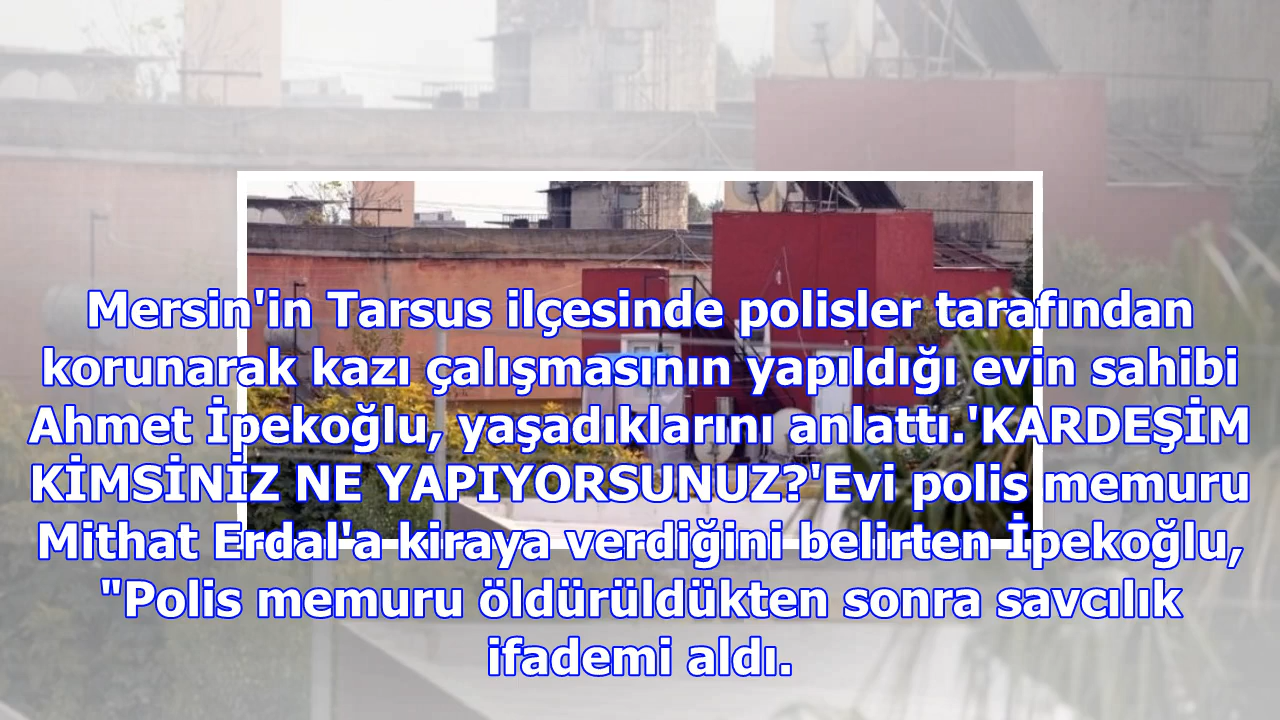 Mersin'in Tarsus ilçesinde polisler tarafından
korunarak kazı çalışmasının yapıldığı evin sahibi
Ahmet İpekoğlu, yaşadıklarını anlattı.'KARDEŞİM
KİMSİNİZ NE YAPIYORSUNUZ?'Evi polis memuru
Mithat Erdal'a kiraya verdiğini belirten İpekoğlu,
"Polis memuru öldürüldükten sonra savcılık
ifademi aldı.